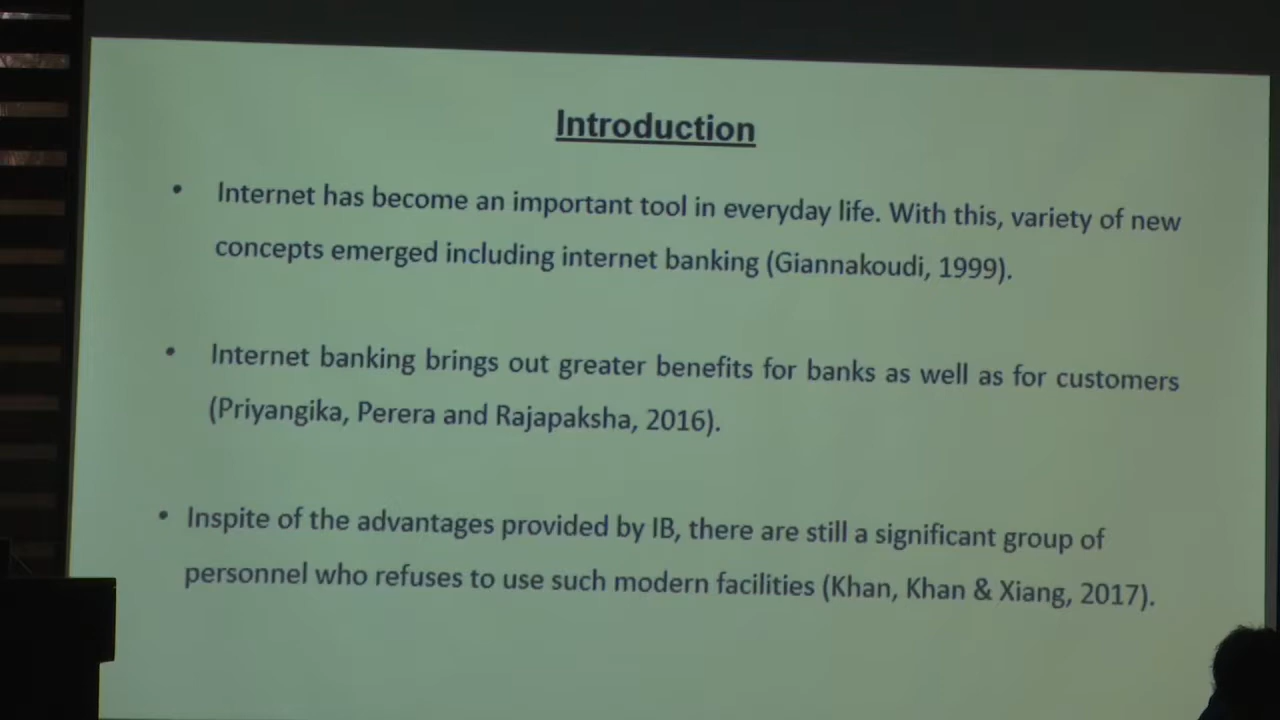 Introduction
• Internet has become an important tool in everyday life. With this, variety of new
concepts emerged including internet banking (Giannakoudi, 1999).
• Internet banking brings out greater benefits for banks as well as for customers
(Priyangika, Perera and Rajapaksha, 2016).
• Inspite of the advantages provided by IB, there are still a significant group of
personnel who refuses to use such modern facilities (Khan, Khan & Xiang, 2017).